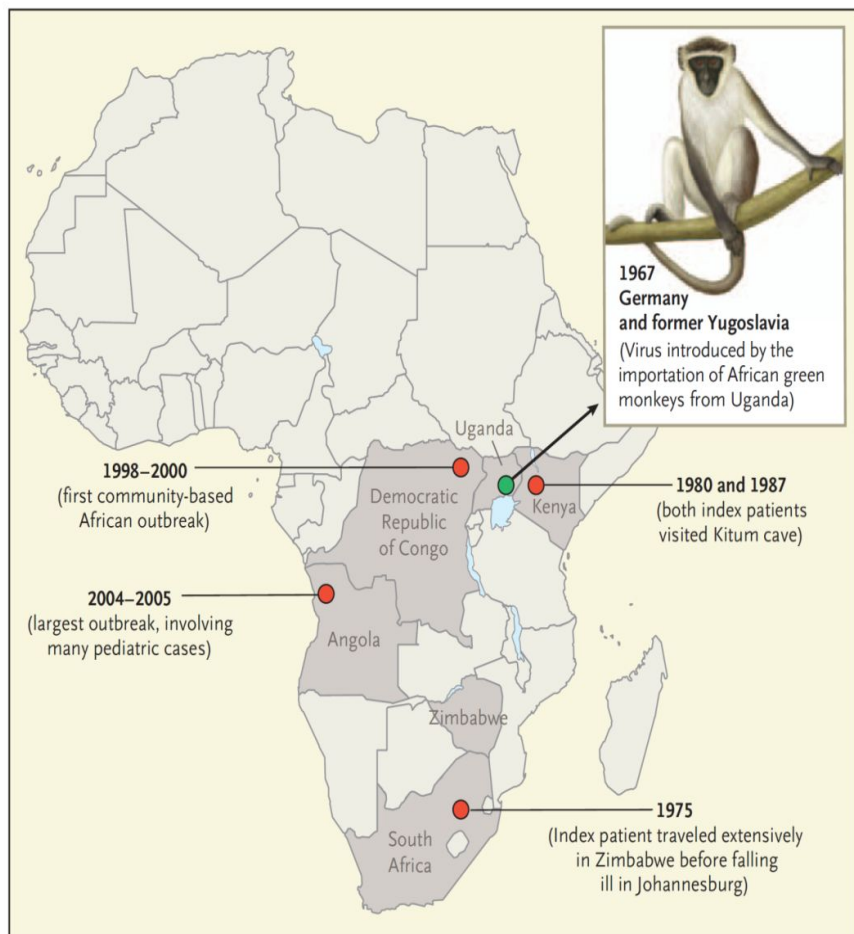 1967
Germany
and former Yugoslavia
(Virus introduced by the
importation of African green
monkeys from Uganda)
Uganda
1998–2000
(first community-based
African outbreak)
Democratic
Republic
of Congo
Kenya
1980 and 1987
(both index patients
visited Kitum cave)
2004–2005
(largest outbreak, involving
many pediatric cases)
Angola
Zimbabwe
South
Africa
1975
(Index patient traveled extensively
in Zimbabwe before falling
ill in Johannesburg)